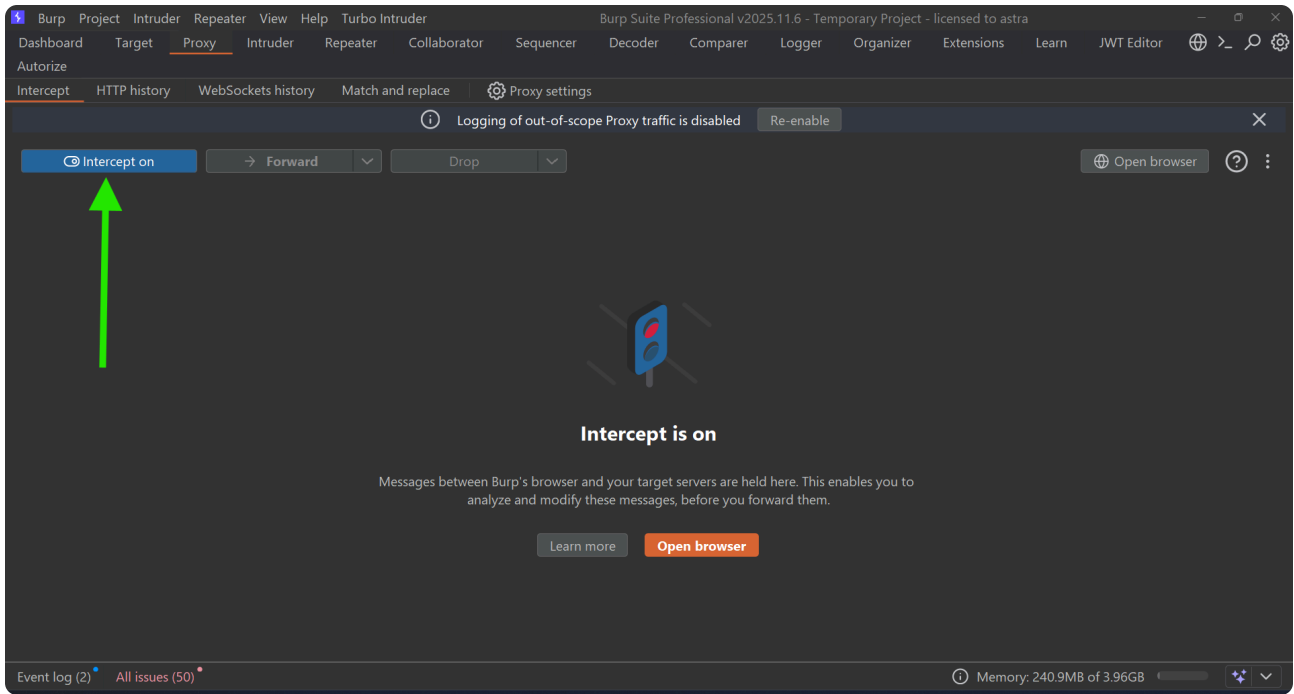 Burp Project Intruder Repeater View Help Turbo Intruder Burp Suite Professional v2025.11.6 - Temporary Project - licensed to astra
Dashboard Target Proxy Intruder Repeater Collaborator Sequencer Decoder Comparer Logger Organizer Extensions Learn JWT Editor
Autorize
Intercept HTTP history WebSockets history Match and replace Proxy settings
Logging of out-of-scope Proxy traffic is disabled Re-enable
Intercept on Forward Drop Open browser
Intercept is on
Messages between Burp's browser and your target servers are held here. This enables you to
analyze and modify these messages, before you forward them.
Learn more Open browser
Event log (2) All issues (50) Memory: 240.9MB of 3.96GB